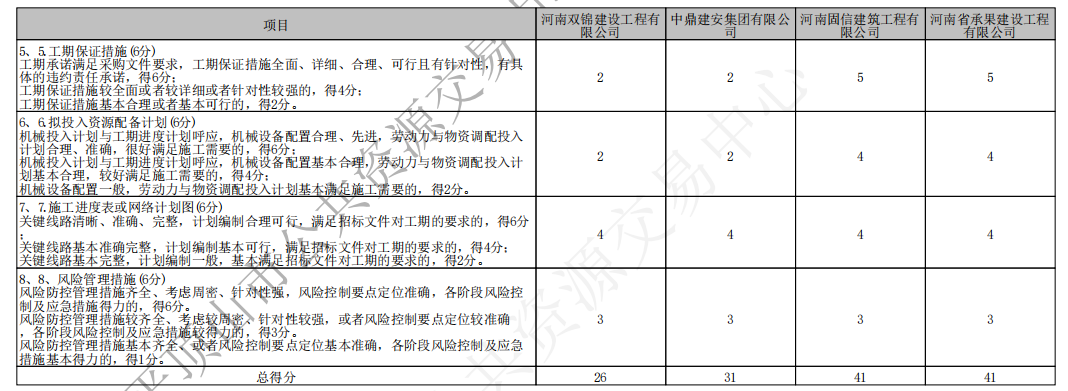 项目
河南双锦建设工程有
限公司
中鼎建安集团有限公
司
河南固信建筑工程有
限公司
河南省承果建设工程
有限公司
5、5.工期保证措施(6分)
工期承诺满足采购文件要求，工期保证措施全面、详细、合理、可行且有针对性，有具
体的违约责任承诺，得6分；
工期保证措施较全面或者较详细或者针对性较强的，得4分；
工期保证措施基本合理或者基本可行的，得2分。
2
2
5
5
6、6.拟投入资源配备计划(6分)
机械投入计划与工期进度计划呼应，机械设备配置合理、先进，劳动力与物资调配投入
计划合理、准确，很好满足施工需要的，得6分；
机械投入计划与工期进度计划呼应，机械设备配置基本合理，劳动力与物资调配投入计
划基本合理，较好满足施工需要的，得4分；
机械设备配置一般，劳动力与物资调配投入计划基本满足施工需要的，得2分。
2
2
4
4
7、7.施工进度表或网络计划图(6分)
关键线路清晰、准确、完整，计划编制合理可行，满足招标文件对工期的要求的，得6分
；
关键线路基本准确完整，计划编制基本可行，满足招标文件对工期的要求的，得4分；
关键线路基本完整，计划编制一般，基本满足招标文件对工期的要求的，得2分。
4
4
4
4
8、8、风险管理措施(6分)
风险防控管理措施齐全、考虑周密、针对性强，风险控制要点定位准确，各阶段风险控
制及应急措施得力的，得6分。
风险防控管理措施较齐全、考虑较周密、针对性较强，或者风险控制要点定位较准确
，各阶段风险控制及应急措施较得力的，得3分。
风险防控管理措施基本齐全、或者风险控制要点定位基本准确，各阶段风险控制及应急
措施基本得力的，得1分。
3
3
3
3
总得分
26
31
41
41
平顶山市公共资源交易中
共资源交易中心